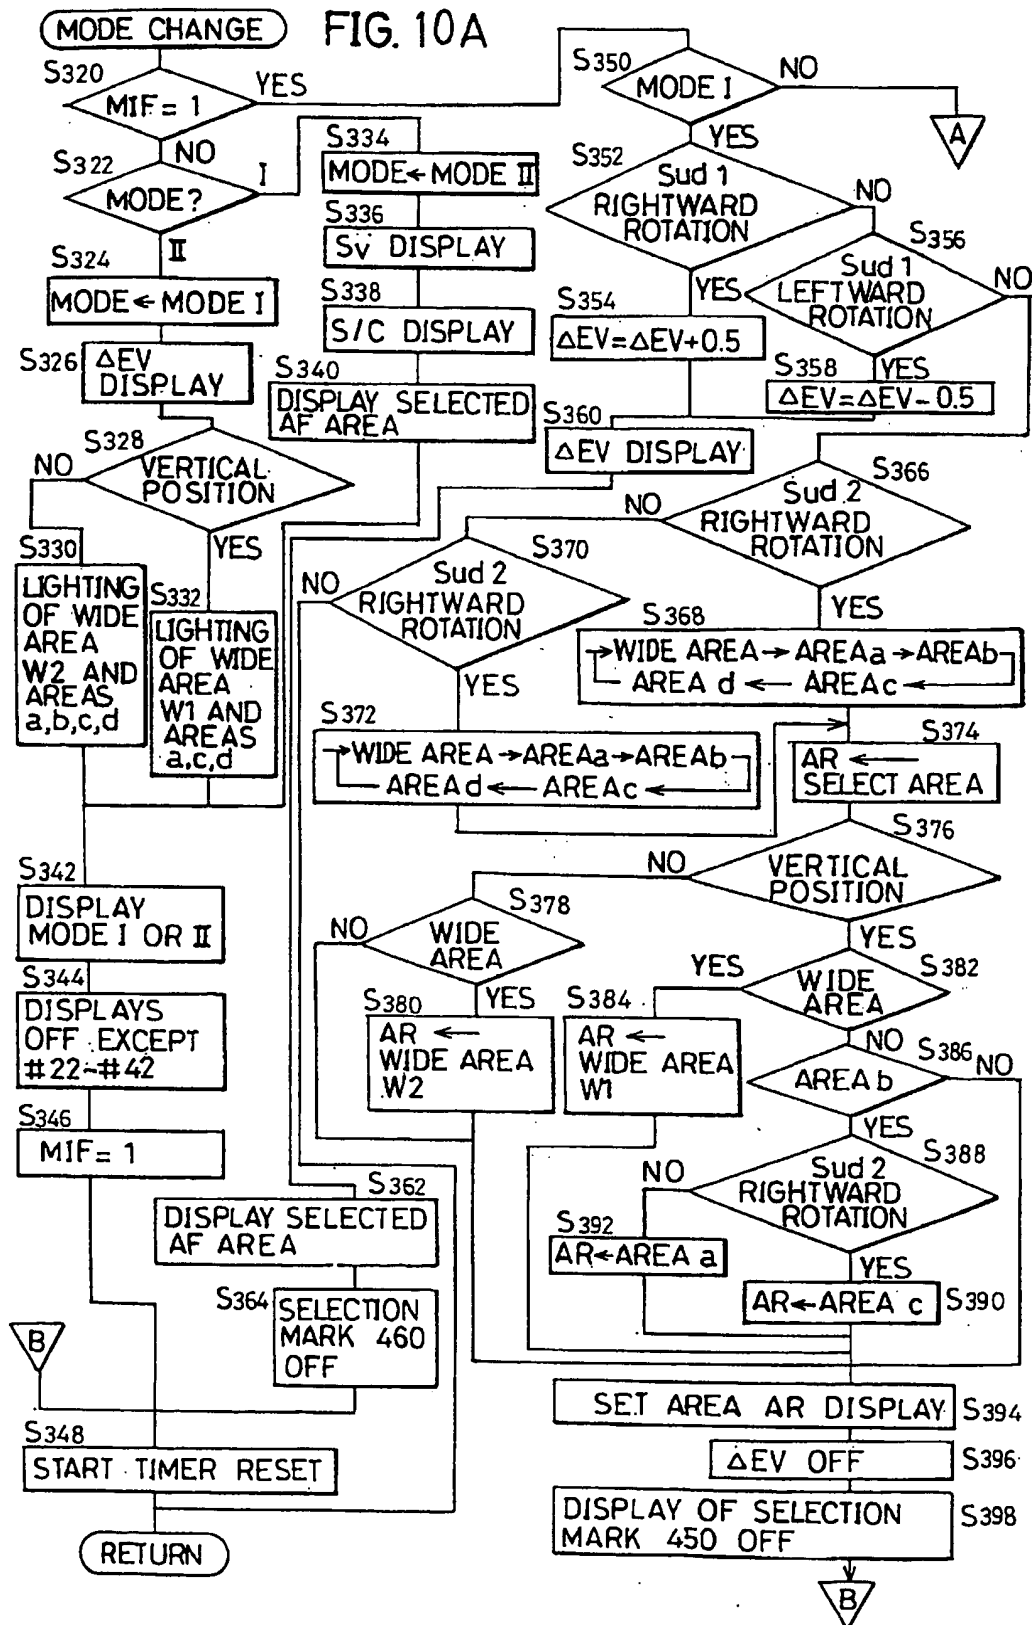 FIG. 10A
MODE CHANGE
S320
MIF = 1
YES
NO
S322
MODE?
I
II
S324
MODE←MODE I
S326
△EV
DISPLAY
S328
VERTICAL
POSITION
NO
YES
S330
LIGHTING
OF WIDE
AREA
W2 AND
AREAS
a,b,c,d
S332
LIGHTING
OF WIDE
AREA
W1 AND
AREAS
a,c,d
S334
MODE←MODE II
S336
Sv DISPLAY
S338
S/C DISPLAY
S340
DISPLAY SELECTED
AF AREA
S342
DISPLAY
MODE I OR II
S344
DISPLAYS
OFF EXCEPT
#22~#42
S346
MIF = 1
B
S348
START TIMER RESET
RETURN
S350
MODE I
NO
A
YES
S352
Sud 1
RIGHTWARD
ROTATION
NO
YES
S354
△EV=△EV+0.5
S356
Sud 1
LEFTWARD
ROTATION
NO
YES
S358
△EV=△EV-0.5
S360
△EV DISPLAY
S362
DISPLAY SELECTED
AF AREA
S364
SELECTION
MARK 460
OFF
S366
Sud 2
RIGHTWARD
ROTATION
NO
YES
S368
→WIDE AREA→AREAa→AREAb
AREA d ← AREAc←
S370
Sud 2
RIGHTWARD
ROTATION
NO
YES
S372
→WIDE AREA→AREAa→AREAb
AREAd ← AREAc←
S374
AR ←
SELECT AREA
S376
VERTICAL
POSITION
NO
YES
S378
WIDE
AREA
NO
YES
S380
AR ←
WIDE AREA
W2
S382
WIDE
AREA
YES
NO
S384
AR ←
WIDE AREA
W1
S386
AREA b
NO
YES
S388
Sud 2
RIGHTWARD
ROTATION
NO
YES
S392
AR←AREA a
AR←AREA c
S390
SET AREA AR DISPLAY
S394
△EV OFF
S396
DISPLAY OF SELECTION
MARK 450 OFF
S398
B